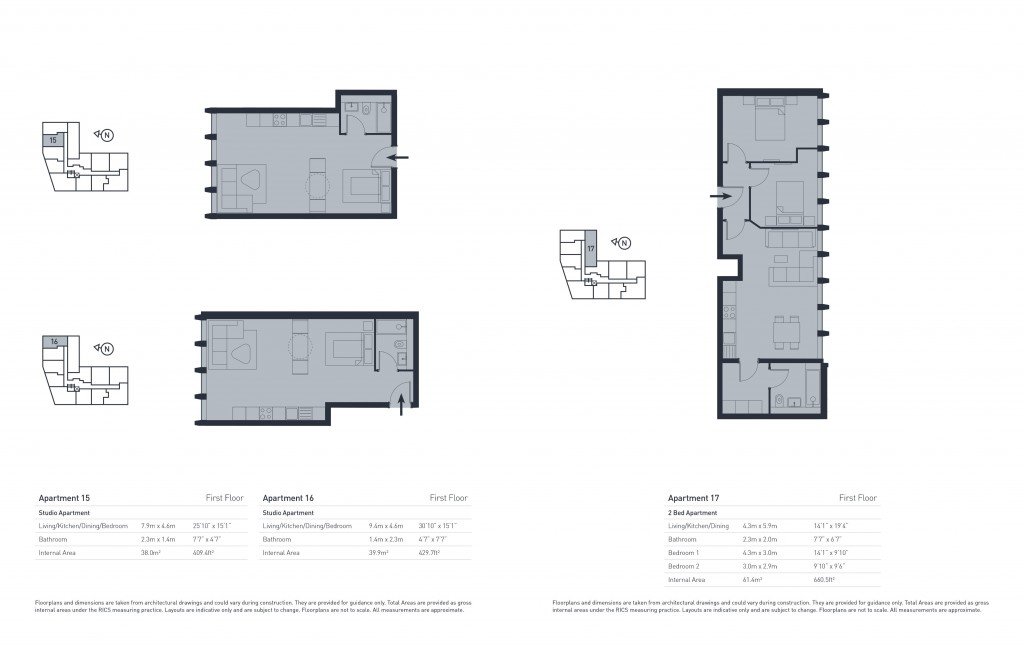 15
N
16
N
17
N
Apartment 15 First Floor
Studio Apartment
Living/Kitchen/Dining/Bedroom 7.9m x 4.6m 25'10" x 15'1"
Bathroom 2.3m x 1.4m 7'7" x 4'7"
Internal Area 38.0m² 409.4ft²
Apartment 16 First Floor
Studio Apartment
Living/Kitchen/Dining/Bedroom 9.4m x 4.6m 30'10" x 15'1"
Bathroom 1.4m x 2.3m 4'7" x 7'7"
Internal Area 39.9m² 429.7ft²
Apartment 17 First Floor
2 Bed Apartment
Living/Kitchen/Dining 4.3m x 5.9m 14'1" x 19'4"
Bathroom 2.3m x 2.0m 7'7" x 6'7"
Bedroom 1 4.3m x 3.0m 14'1" x 9'10"
Bedroom 2 3.0m x 2.9m 9'10" x 9'6"
Internal Area 61.4m² 660.5ft²
Floorplans and dimensions are taken from architectural drawings and could vary during construction. They are provided for guidance only. Total Areas are provided as gross
internal areas under the RICS measuring practice. Layouts are indicative only and are subject to change. Floorplans are not to scale. All measurements are approximate.
Floorplans and dimensions are taken from architectural drawings and could vary during construction. They are provided for guidance only. Total Areas are provided as gross
internal areas under the RICS measuring practice. Layouts are indicative only and are subject to change. Floorplans are not to scale. All measurements are approximate.